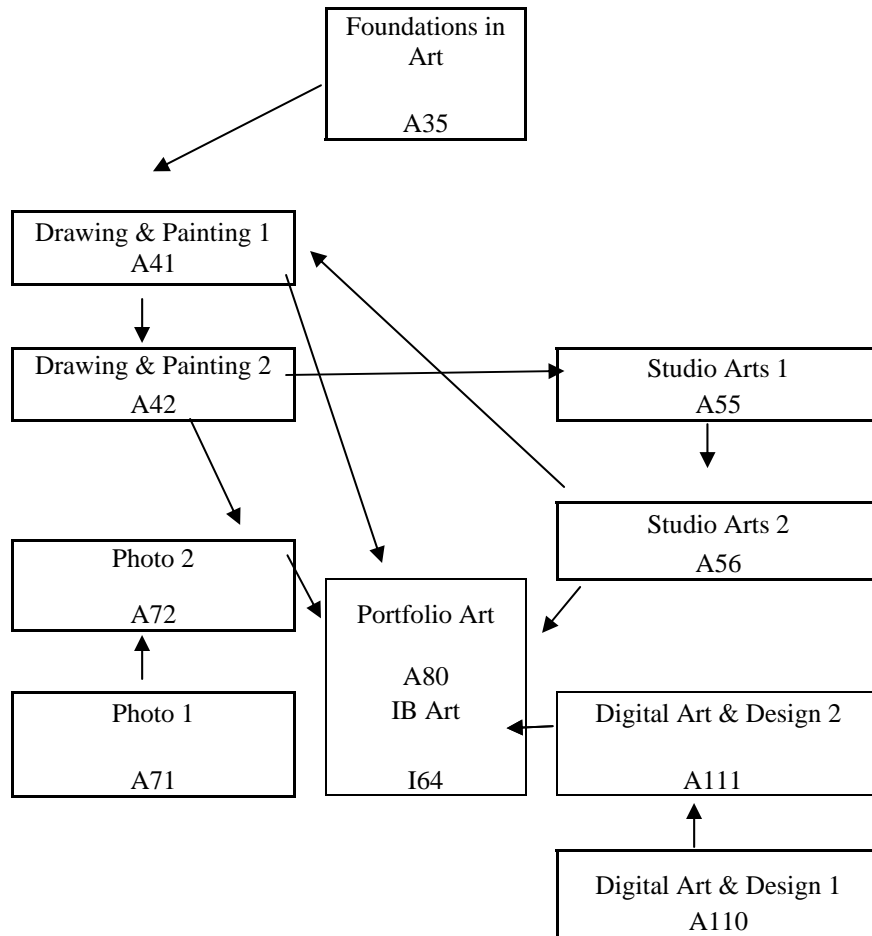 Foundations in
Art
A35
Drawing & Painting 1
A41
Drawing & Painting 2
A42
Studio Arts 1
A55
Studio Arts 2
A56
Photo 2
A72
Portfolio Art
A80
IB Art
I64
Photo 1
A71
Digital Art & Design 2
A111
Digital Art & Design 1
A110